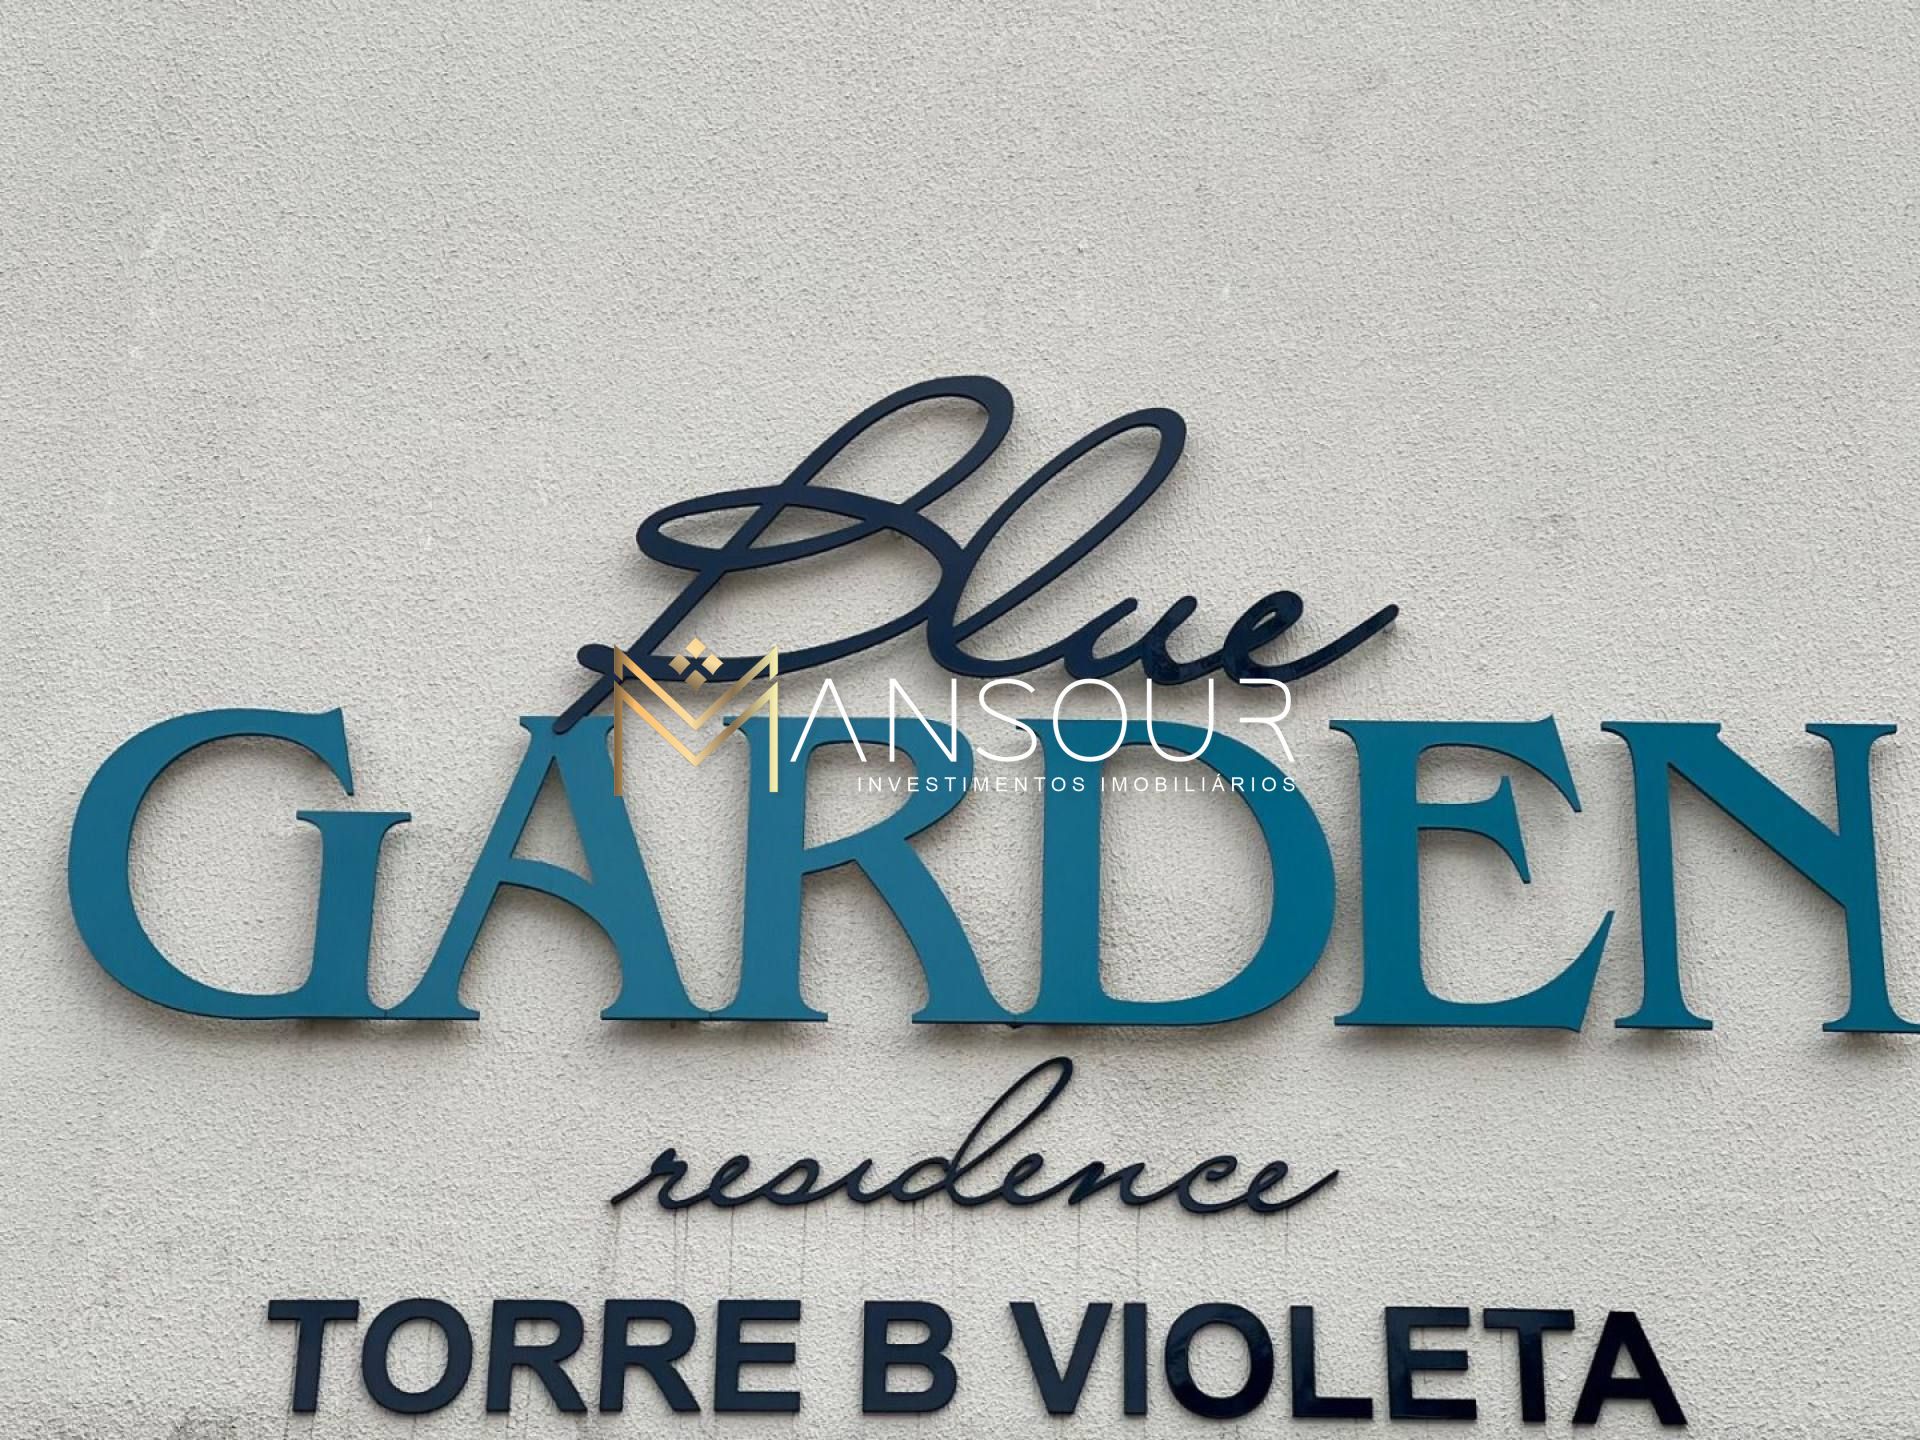 Blue
MANSOUR
INVESTIMENTOS IMOBILIÁRIOS
GARDEN
residence
TORRE B VIOLETA